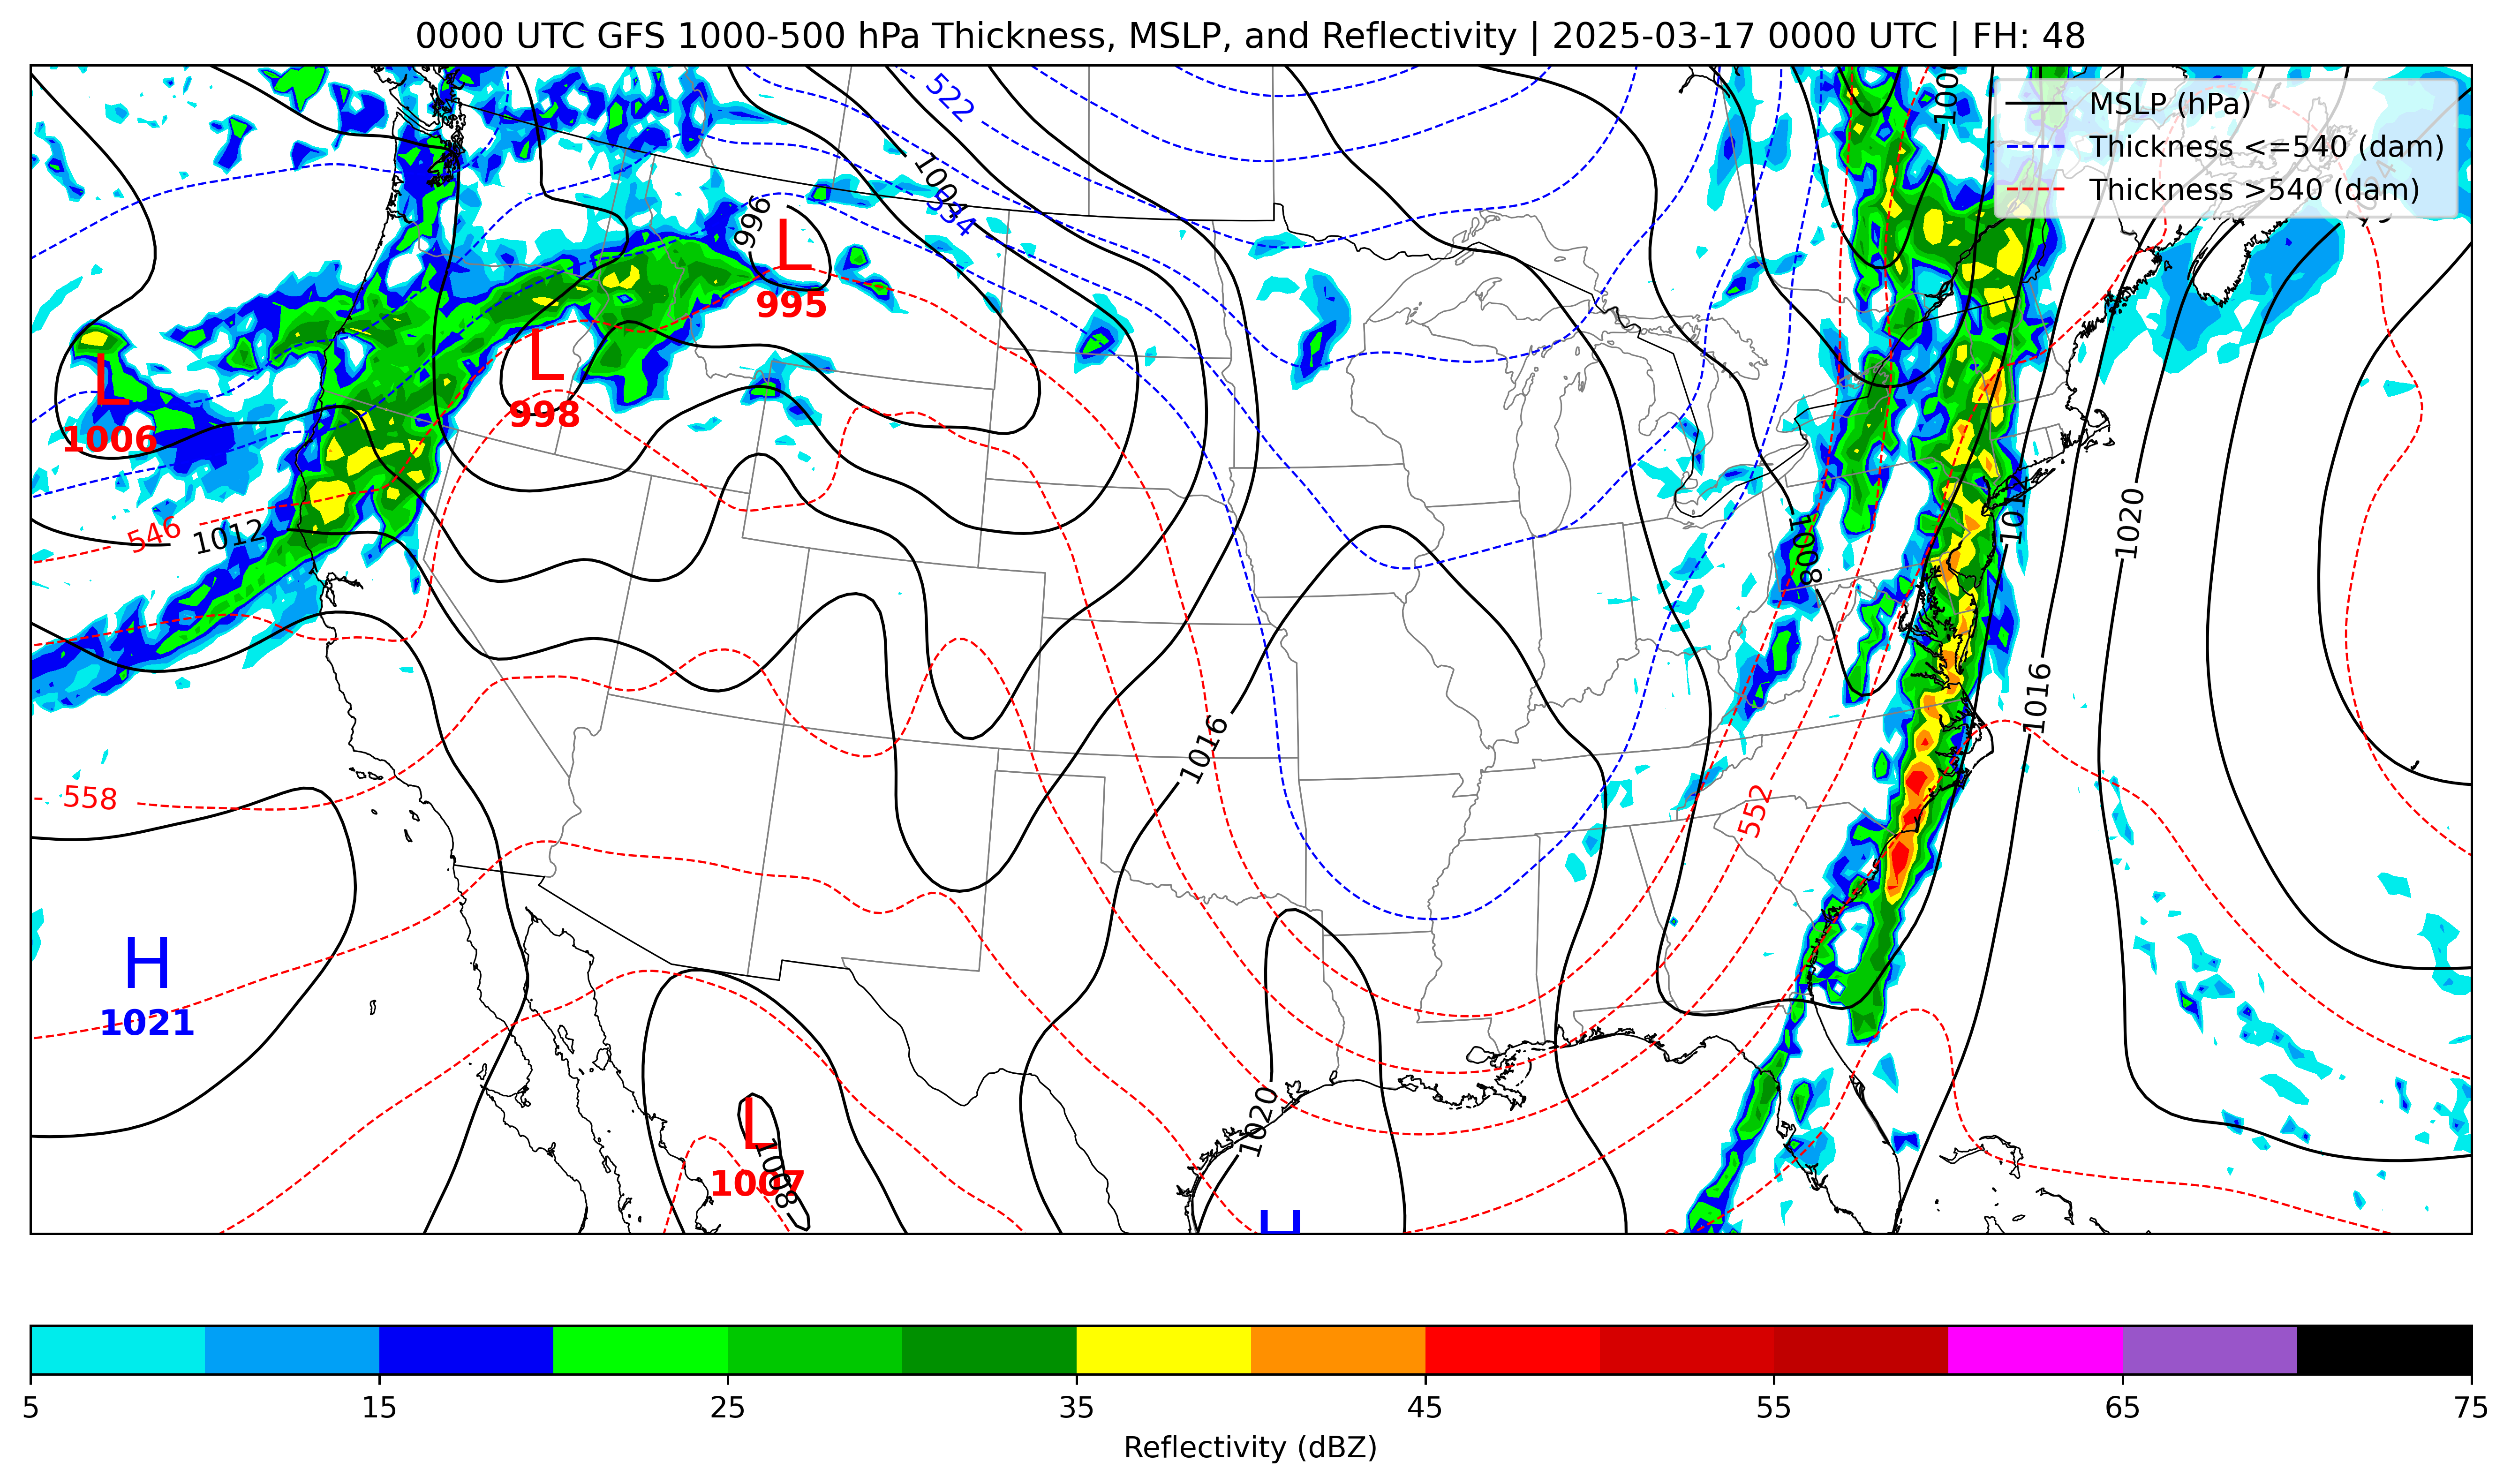 0000 UTC GFS 1000-500 hPa Thickness, MSLP, and Reflectivity | 2025-03-17 0000 UTC | FH: 48
MSLP (hPa)
Thickness <=540 (dam)
Thickness >540 (dam)
522
1004
534
996
L
995
L
998
L
1006
546
1012
1008
1012
1020
1016
1016
558
552
H
1021
L
1007
1008
1020
H
5
15
25
35
45
55
65
75
Reflectivity (dBZ)